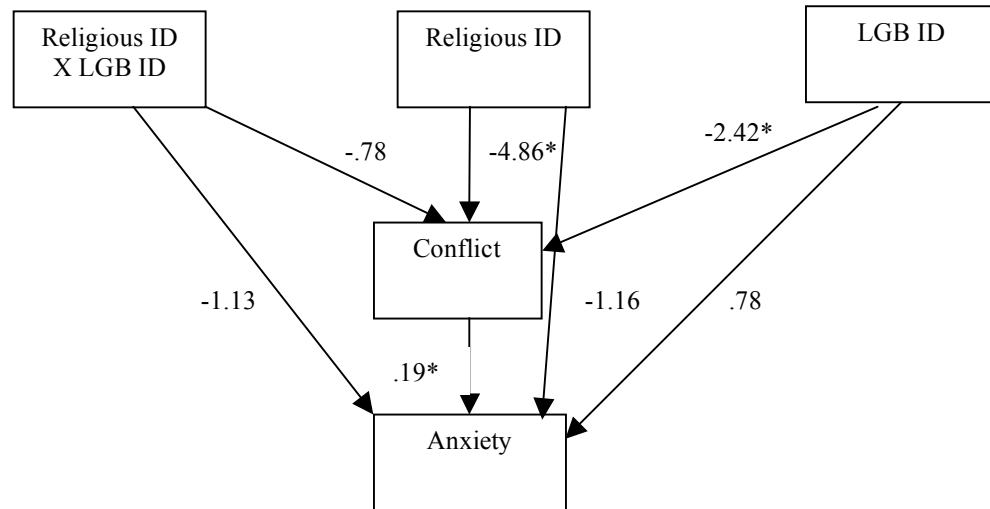 Religious ID
X LGB ID
Religious ID
LGB ID
-.78
-4.86*
-2.42*
Conflict
-1.13
-1.16
.78
.19*
Anxiety